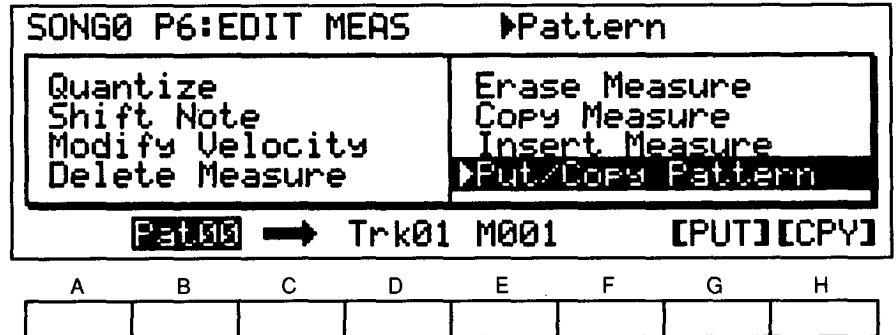 SONG0 P6:EDIT MEAS ▶Pattern
Quantize
Shift Note
Modify Velocity
Delete Measure
Erase Measure
Copy Measure
Insert Measure
▶Put/Copy Pattern
Pat00 → Trk01 M001 [PUT][CPY]
A B C D E F G H